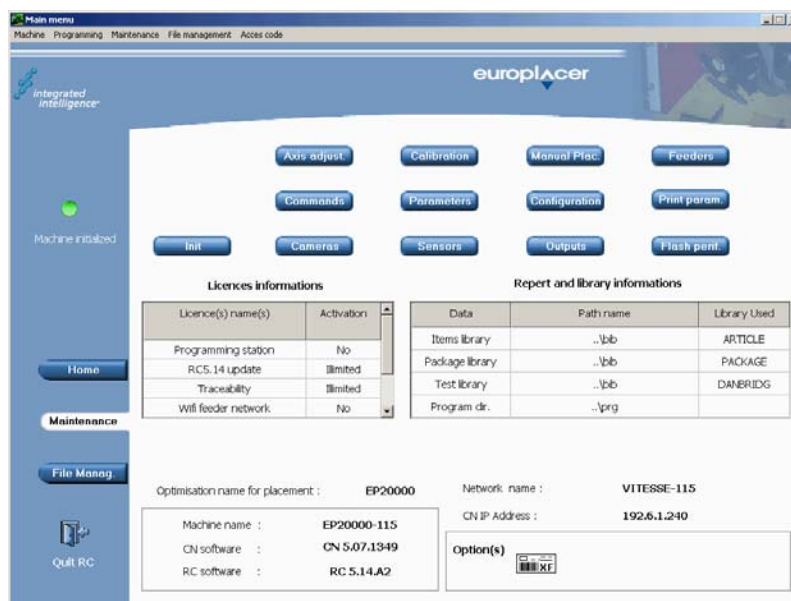 Main menu
Machine Programming Maintenance File management Acces code
integrated
intelligence
europlacer
Axis adjust. Calibration Manual Plac. Feeders
Commands Parameters Configuration Print param.
Machine initialized
Init Cameras Sensors Outputs Flash perif.
Licences informations
Report and library informations
Licence(s) name(s) Activation
Programming station No
RC5.14 update Illimited
Traceability Illimited
Wifi feeder network No
Data Path name Library Used
Items library ..\bib ARTICLE
Package library ..\bib PACKAGE
Test library ..\bib DANBRIDG
Program dir. ..\prg
Home
Maintenance
File Manag.
Quit RC
Optimisation name for placement : EP20000
Network name : VITESSE-115
CN IP Address : 192.6.1.240
Machine name : EP20000-115
CN software : CN 5.07.1349
RC software : RC 5.14.A2
Option(s)
XF